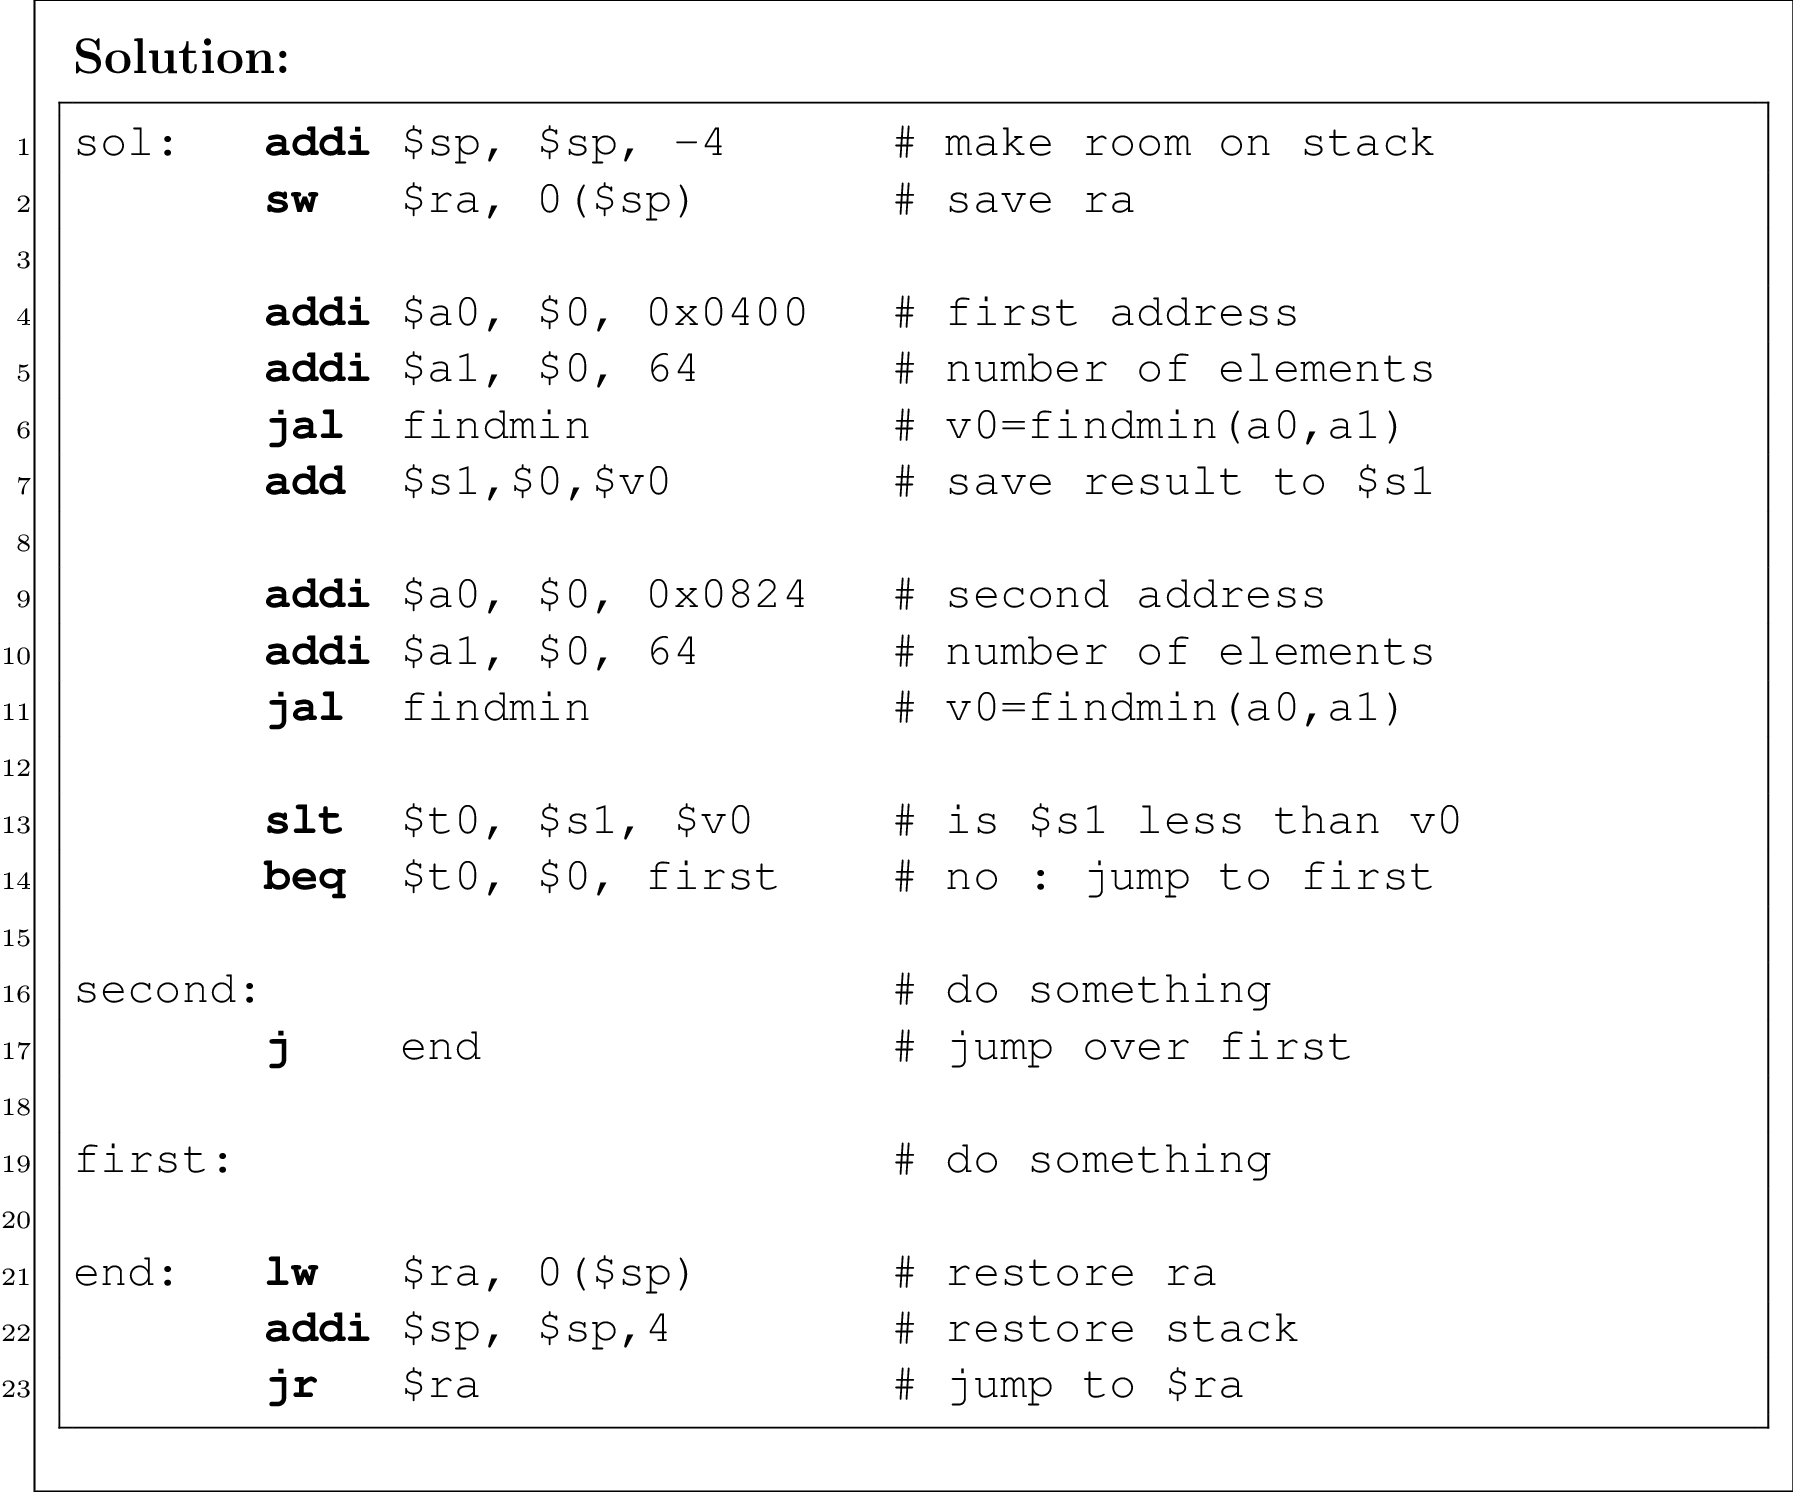 Solution:
1 sol: addi $sp, $sp, -4 # make room on stack
2 sw $ra, 0($sp) # save ra
3
4 addi $a0, $0, 0x0400 # first address
5 addi $a1, $0, 64 # number of elements
6 jal findmin # v0=findmin(a0,a1)
7 add $s1,$0,$v0 # save result to $s1
8
9 addi $a0, $0, 0x0824 # second address
10 addi $a1, $0, 64 # number of elements
11 jal findmin # v0=findmin(a0,a1)
12
13 slt $t0, $s1, $v0 # is $s1 less than v0
14 beq $t0, $0, first # no : jump to first
15
16 second: # do something
17 j end # jump over first
18
19 first: # do something
20
21 end: lw $ra, 0($sp) # restore ra
22 addi $sp, $sp,4 # restore stack
23 jr $ra # jump to $ra